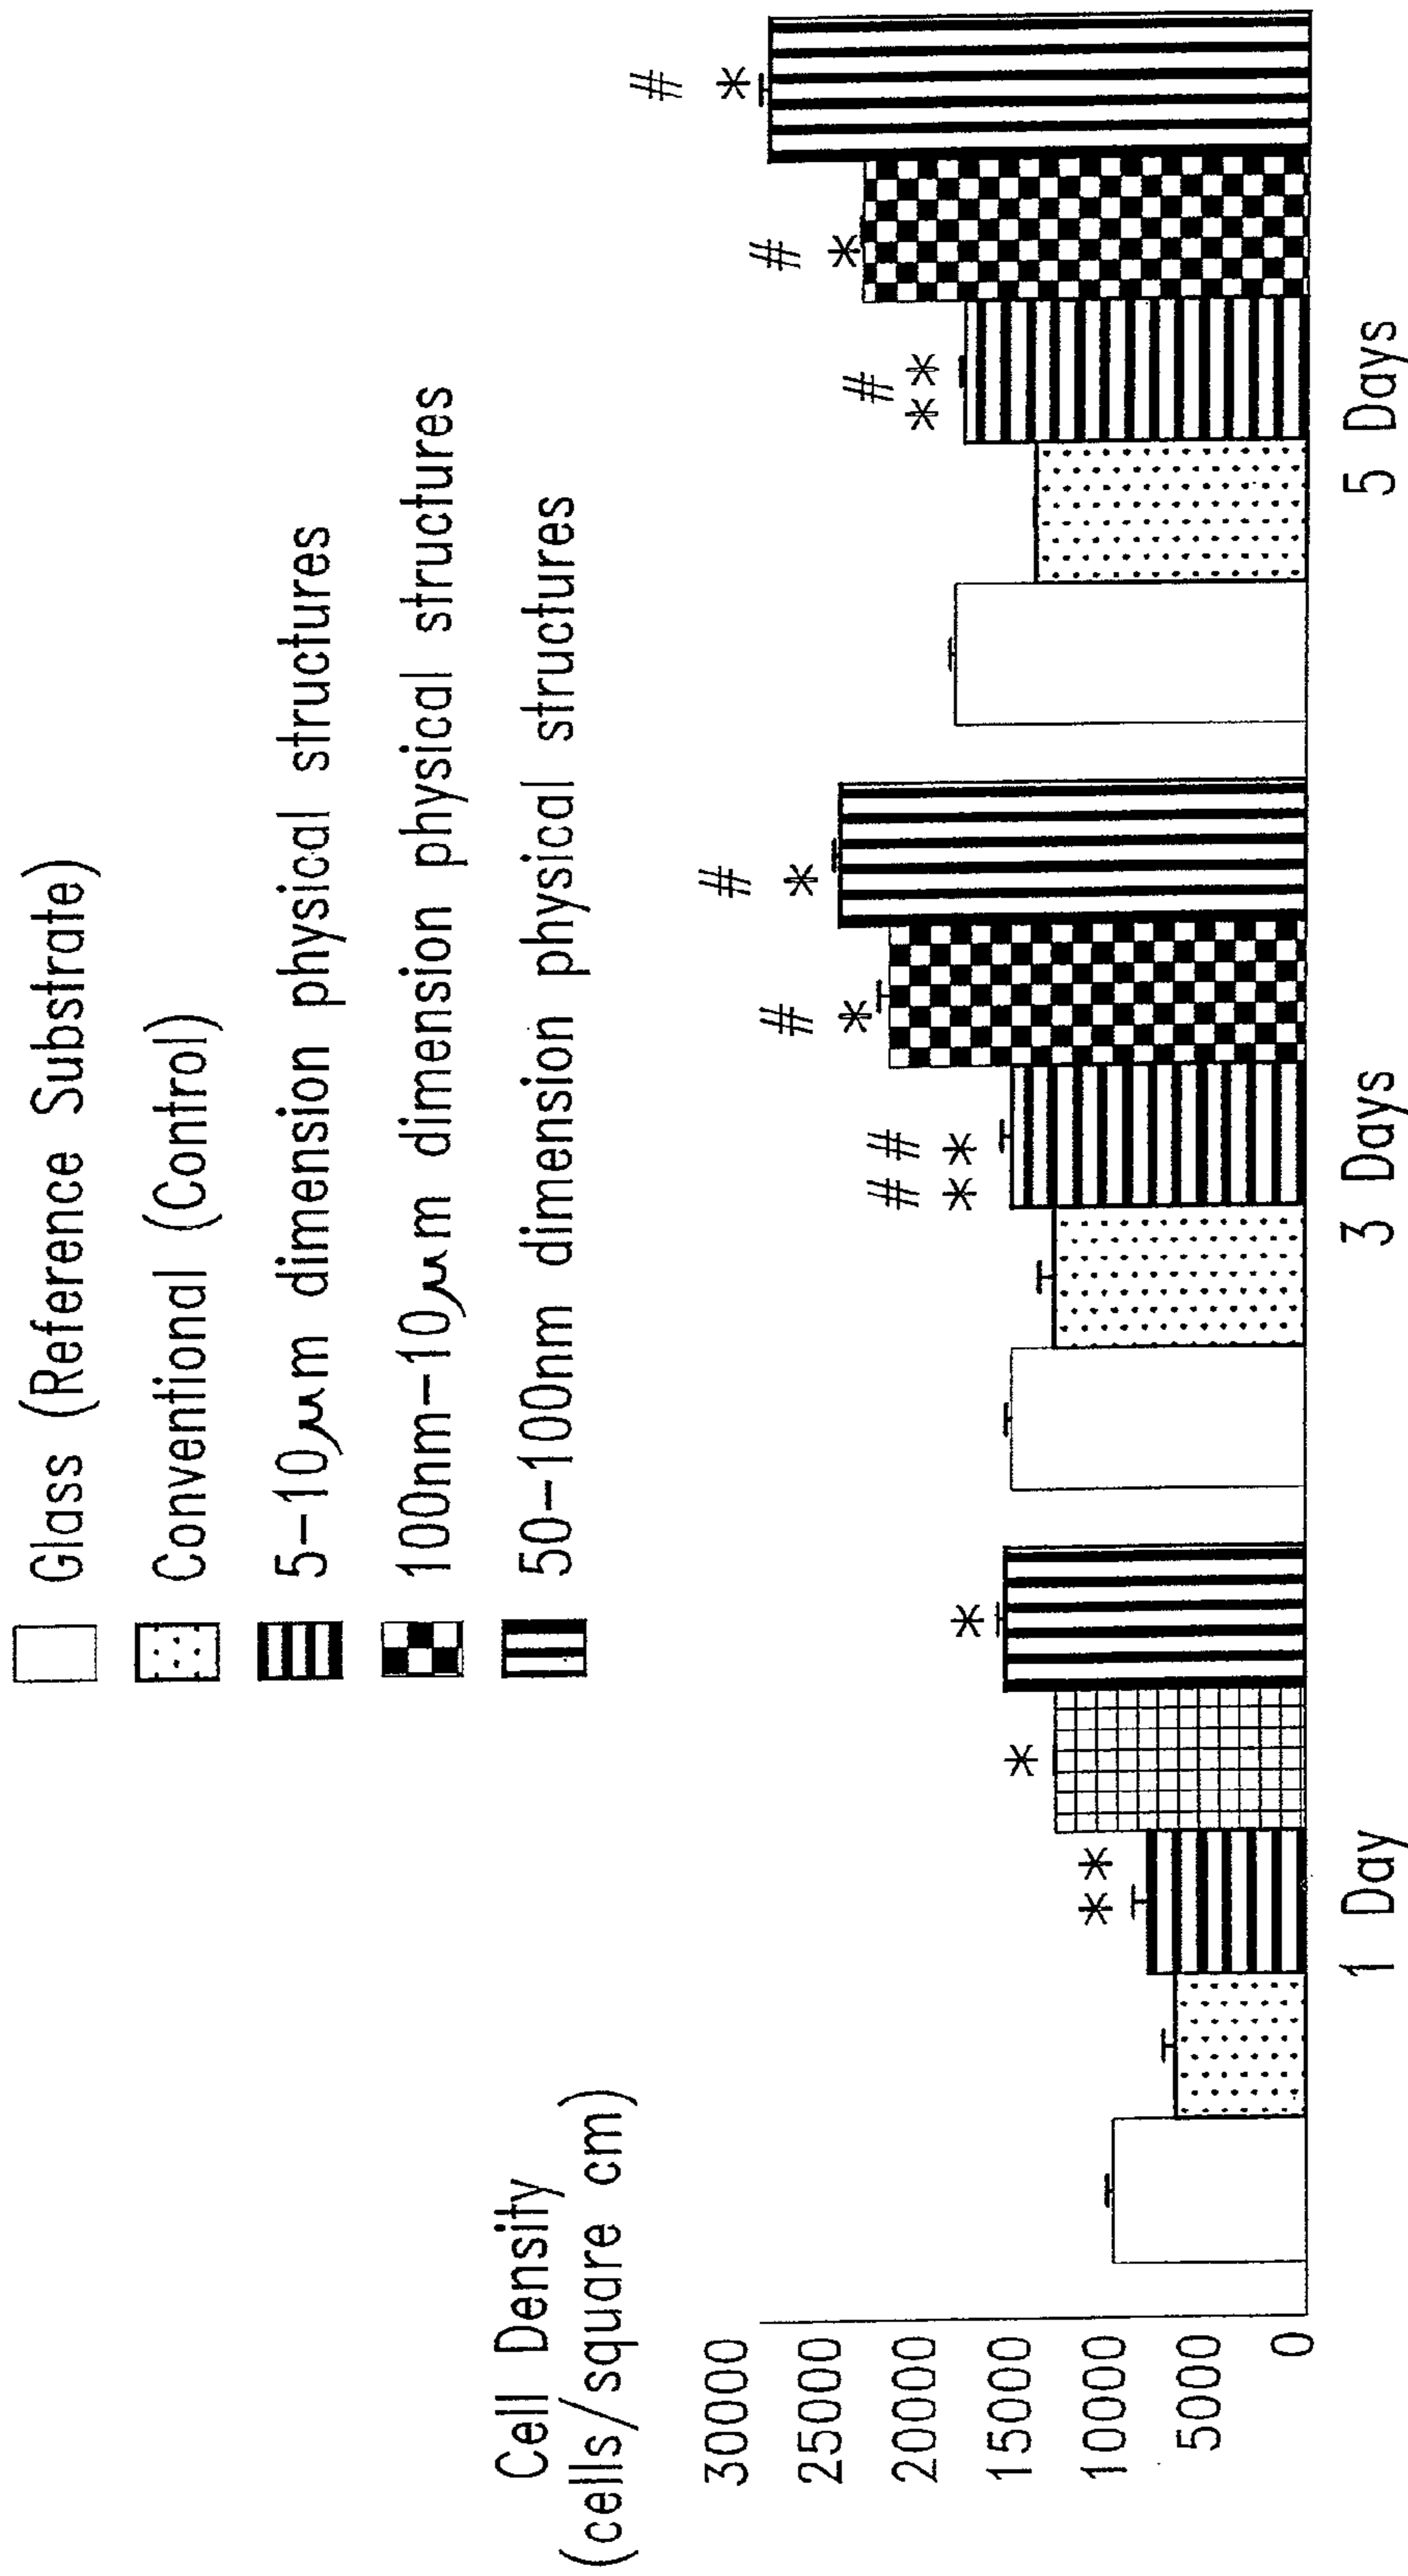 Glass (Reference Substrate)
Conventional (Control)
5-10μm dimension physical structures
100nm-10μm dimension physical structures
50-100nm dimension physical structures
Cell Density
(cells/square cm)
30000
25000
20000
15000
10000
5000
0
**
*
*
##
**
#
*
#
*
#
**
#
*
#
*
1 Day
3 Days
5 Days